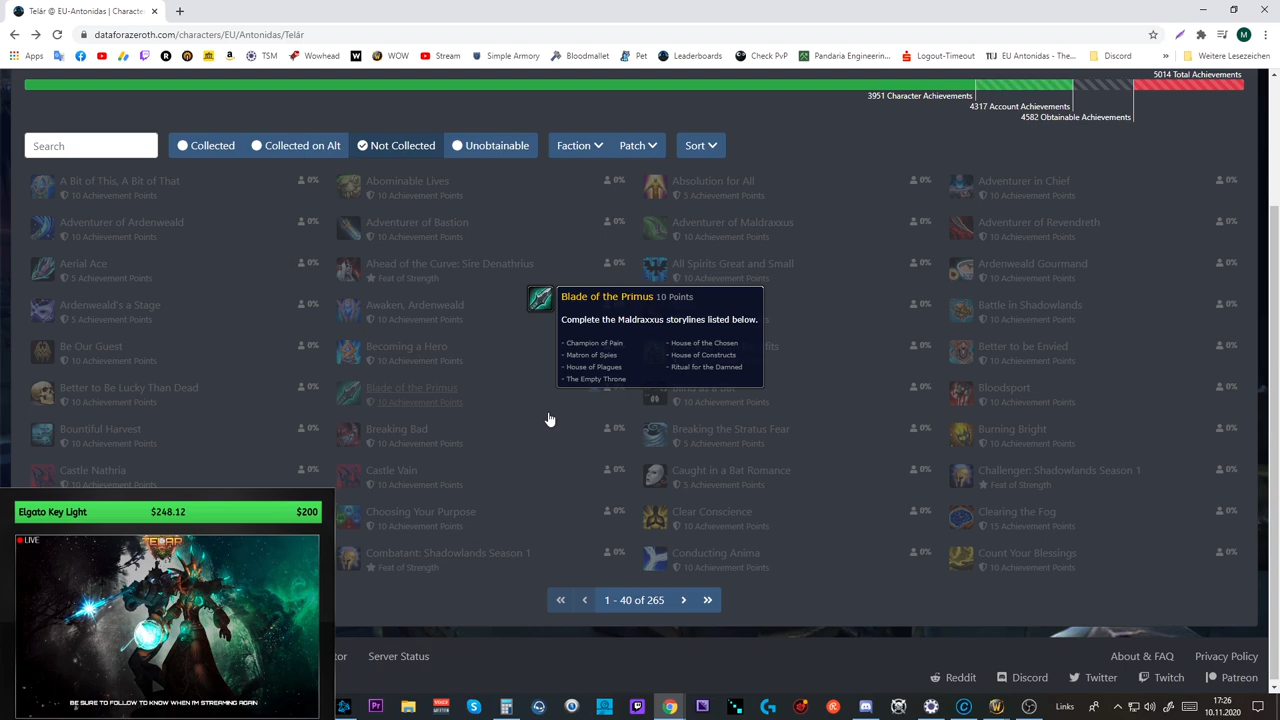 Telár @ EU-Antonidas | Characte
dataforazeroth.com/characters/EU/Antonidas/Telár
M
Apps TSM Wowhead WOW Stream Simple Armory Bloodmallet Pet Leaderboards Check PvP Pandaria Engineerin... Logout-Timeout EU Antonidas - The... Discord » Weitere Lesezeichen
5014 Total Achievements
3951 Character Achievements
4317 Account Achievements
4582 Obtainable Achievements
Search Collected Collected on Alt Not Collected Unobtainable Faction Patch Sort
A Bit of This, A Bit of That 0% Abominable Lives 0% Absolution for All 0% Adventurer in Chief 0%
10 Achievement Points 10 Achievement Points 5 Achievement Points 10 Achievement Points
Adventurer of Ardenweald 0% Adventurer of Bastion 0% Adventurer of Maldraxxus 0% Adventurer of Revendreth 0%
10 Achievement Points 10 Achievement Points 10 Achievement Points 10 Achievement Points
Aerial Ace 0% Ahead of the Curve: Sire Denathrius 0% All Spirits Great and Small 0% Ardenweald Gourmand 0%
5 Achievement Points Feat of Strength 10 Achievement Points 10 Achievement Points
Ardenweald's a Stage 0% Awaken, Ardenweald Battle in Shadowlands 0%
5 Achievement Points 10 Achievement Points 10 Achievement Points
Blade of the Primus 10 Points
Complete the Maldraxxus storylines listed below.
- Champion of Pain - House of the Chosen
- Matron of Spies - House of Constructs
- House of Plagues - Ritual for the Damned
- The Empty Throne
Be Our Guest 0% Becoming a Hero Better to be Envied 0%
10 Achievement Points 10 Achievement Points 10 Achievement Points
Better to Be Lucky Than Dead 0% Blade of the Primus Bloodsport 0%
10 Achievement Points 10 Achievement Points 10 Achievement Points 10 Achievement Points
Bountiful Harvest 0% Breaking Bad 0% Breaking the Stratus Fear 0% Burning Bright 0%
10 Achievement Points 10 Achievement Points 5 Achievement Points 10 Achievement Points
Castle Nathria 0% Castle Vain 0% Caught in a Bat Romance 0% Challenger: Shadowlands Season 1 0%
10 Achievement Points 5 Achievement Points Feat of Strength
Choosing Your Purpose 0% Clear Conscience 0% Clearing the Fog 0%
10 Achievement Points 10 Achievement Points 15 Achievement Points
Combatant: Shadowlands Season 1 0% Conducting Anima 0% Count Your Blessings 0%
Feat of Strength 10 Achievement Points 10 Achievement Points
« ‹ 1 - 40 of 265 › »
Elgato Key Light $248.12 $200
LIVE
TELAR
BE SURE TO FOLLOW TO KNOW WHEN I'M STREAMING AGAIN
Server Status About & FAQ Privacy Policy
Reddit Discord Twitter Twitch Patreon
Links 17:26
10.11.2020